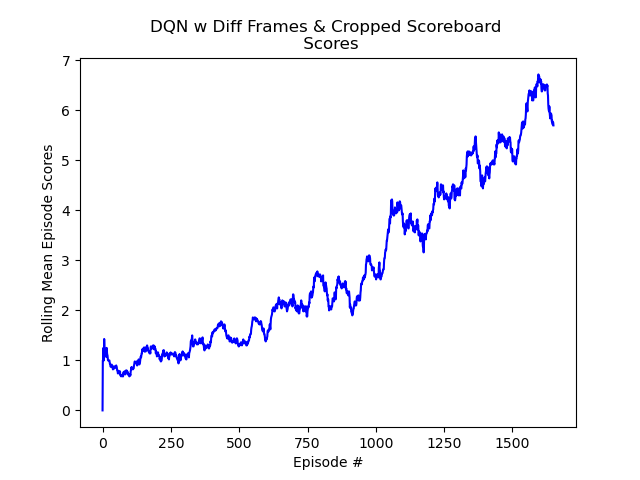 DQN w Diff Frames & Cropped Scoreboard
Scores
7
6
5
4
3
2
1
0
Rolling Mean Episode Scores
0 250 500 750 1000 1250 1500
Episode #